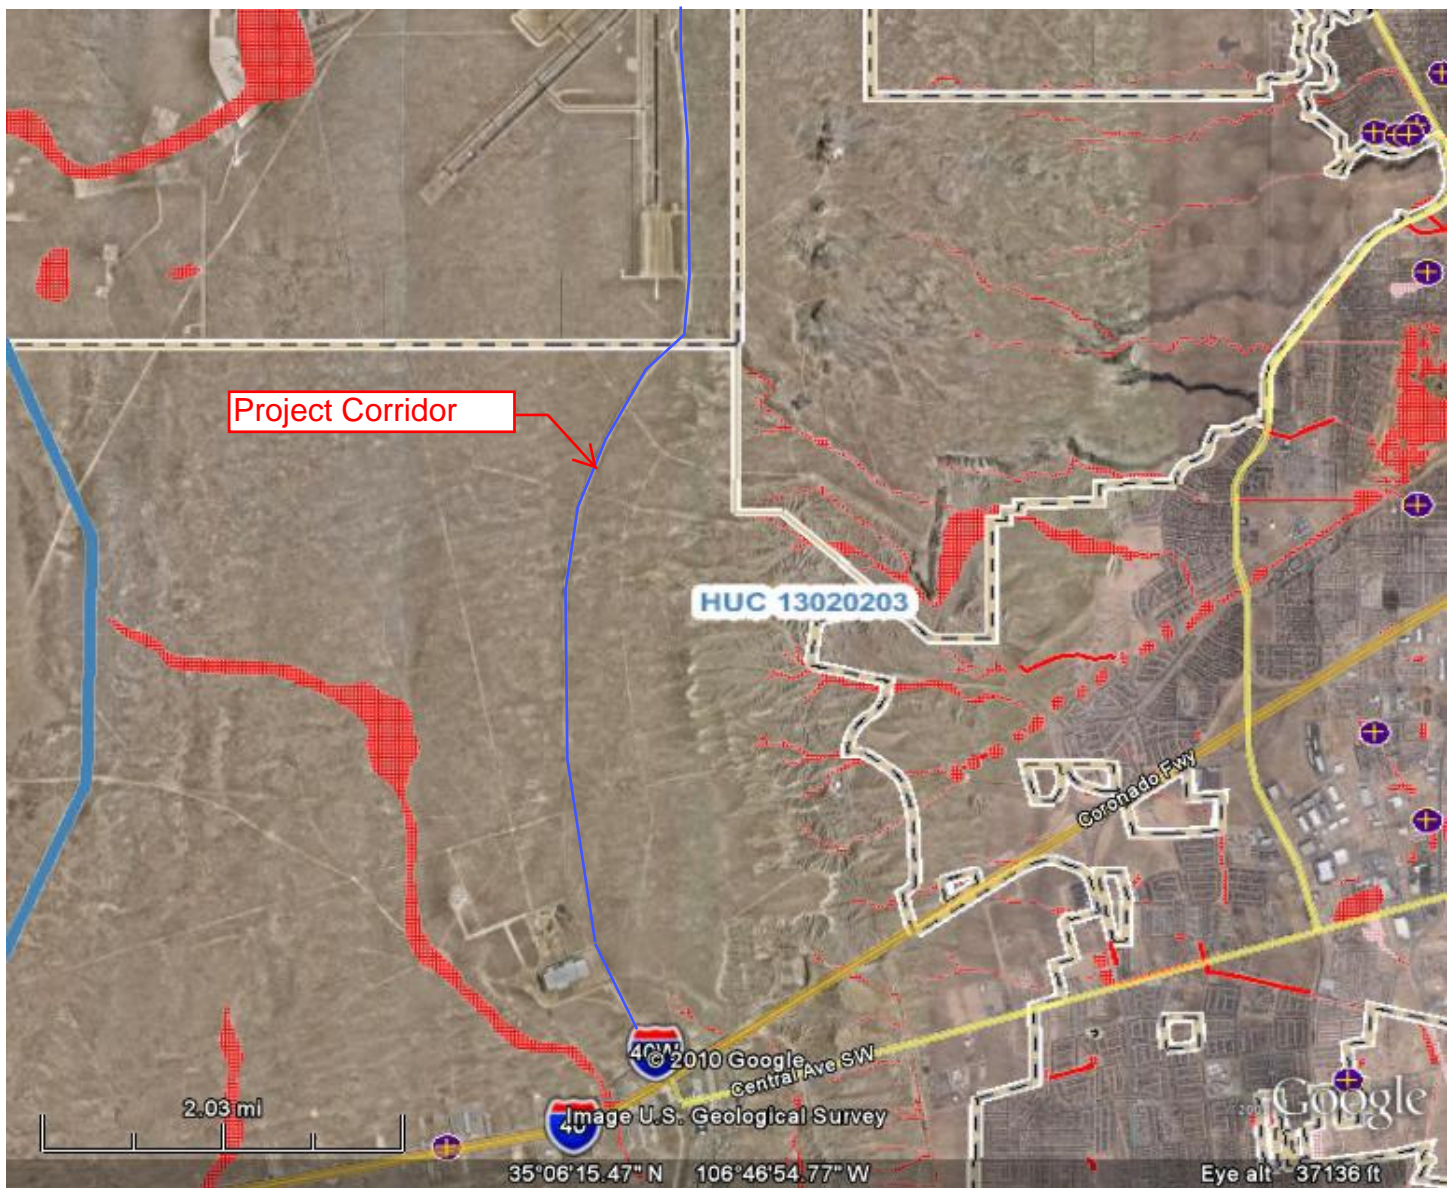 Project Corridor
HUC 13020203
Coronado Fwy
40W
© 2010 Google
Central Ave SW
2.03 mi
40
Image U.S. Geological Survey
Google
35°06'15.47" N 106°46'54.77" W
Eye alt 37136 ft